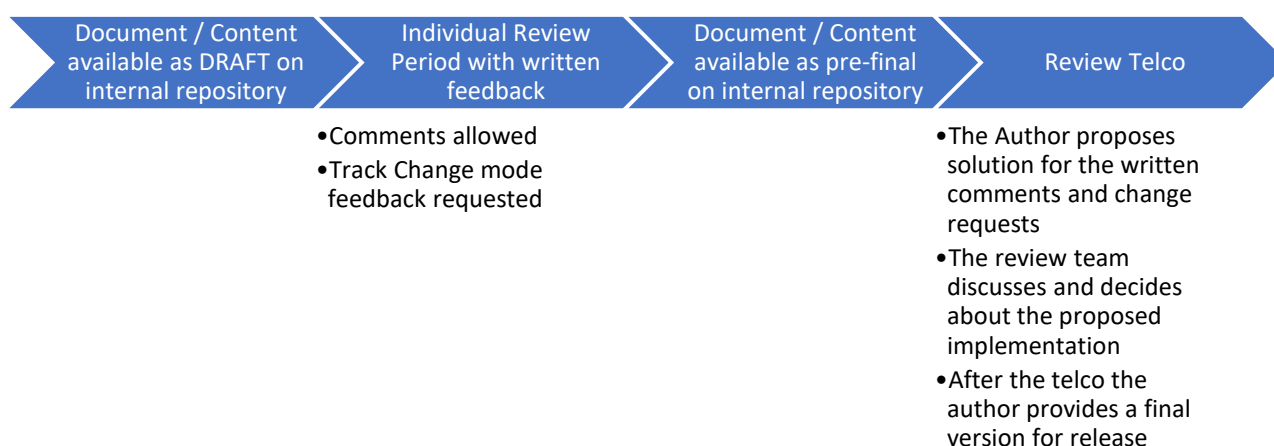 Document / Content
available as DRAFT on
internal repository
Individual Review
Period with written
feedback
Document / Content
available as pre-final
on internal repository
Review Telco
•Comments allowed
•Track Change mode
feedback requested
•The Author proposes
solution for the written
comments and change
requests
•The review team
discusses and decides
about the proposed
implementation
•After the telco the
author provides a final
version for release